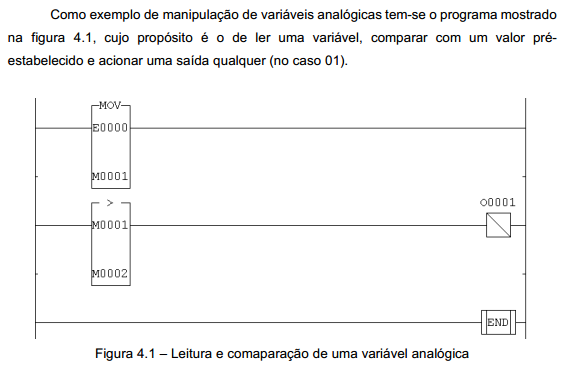 Como exemplo de manipulação de variáveis analógicas tem-se o programa mostrado
na figura 4.1, cujo propósito é o de ler uma variável, comparar com um valor pré-
estabelecido e acionar uma saída qualquer (no caso 01).
MOV
E0000
M0001
>
O0001
M0001
M0002
END
Figura 4.1 – Leitura e comaparação de uma variável analógica